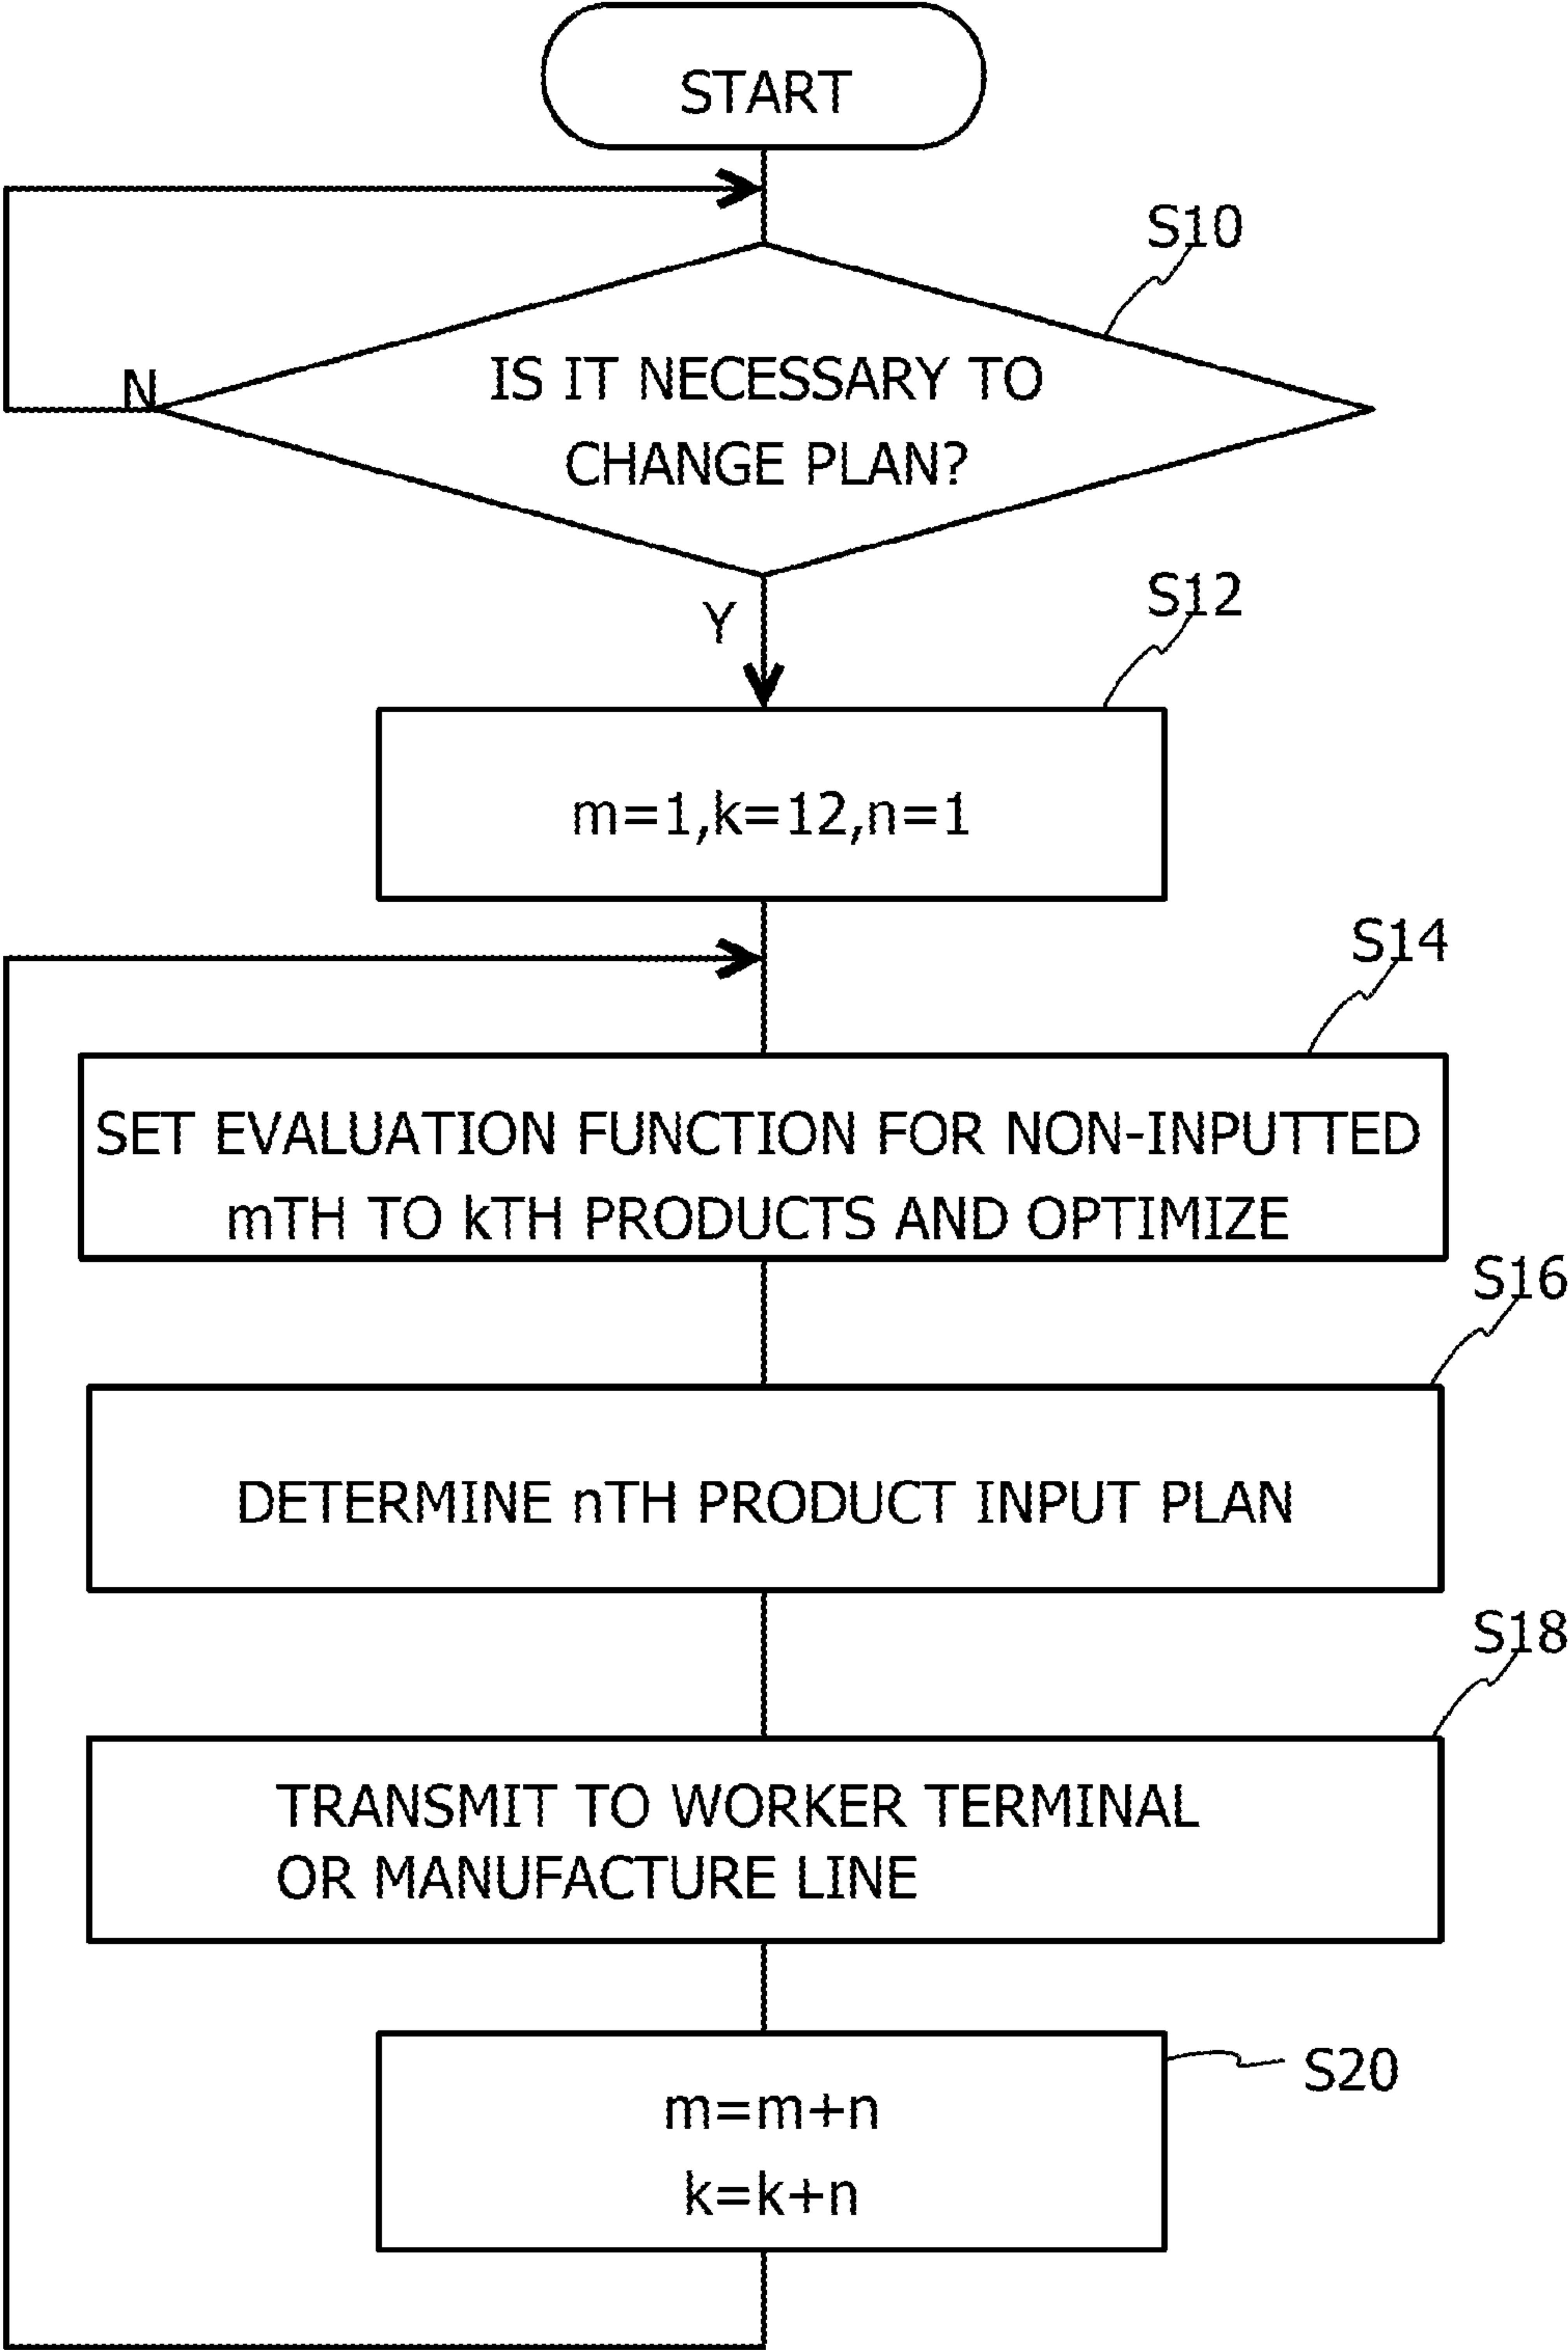 START
S10
IS IT NECESSARY TO
CHANGE PLAN?
N
Y
S12
m=1,k=12,n=1
S14
SET EVALUATION FUNCTION FOR NON-INPUTTED
mTH TO kTH PRODUCTS AND OPTIMIZE
S16
DETERMINE nTH PRODUCT INPUT PLAN
S18
TRANSMIT TO WORKER TERMINAL
OR MANUFACTURE LINE
S20
m=m+n
k=k+n